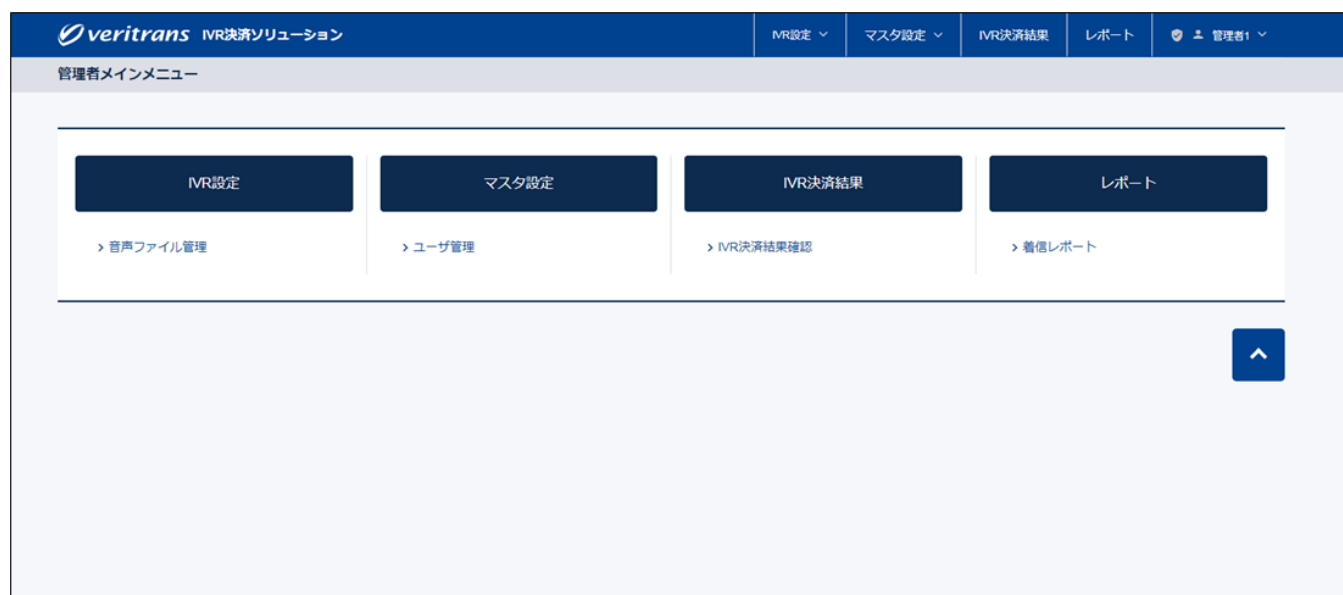 veritrans IVR決済ソリューション IVR設定 マスタ設定 IVR決済結果 レポート 管理者1
管理者メインメニュー
IVR設定 マスタ設定 IVR決済結果 レポート
音声ファイル管理 ユーザ管理 IVR決済結果確認 着信レポート